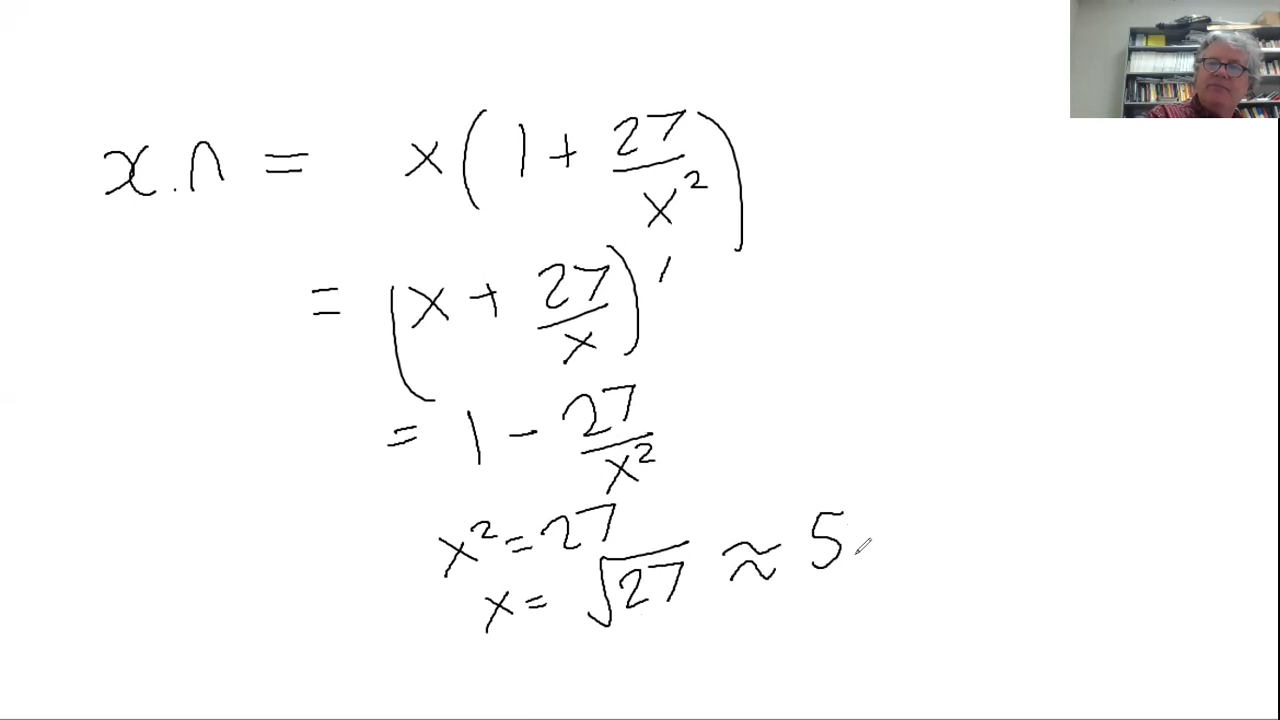 x.n = x(1 + 27/x²)
= (x + 27/x)'
= 1 - 27/x²
x² = 27
x = √27 ≈ 5